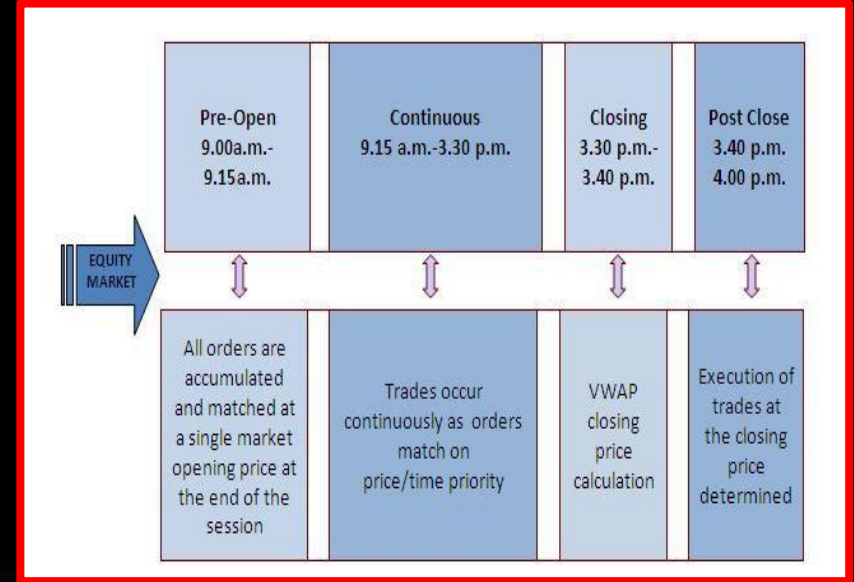 Pre-Open
9.00a.m.-
9.15a.m.
Continuous
9.15 a.m.-3.30 p.m.
Closing
3.30 p.m.-
3.40 p.m.
Post Close
3.40 p.m.
4.00 p.m.
EQUITY
MARKET
All orders are
accumulated
and matched at
a single market
opening price at
the end of the
session
Trades occur
continuously as orders
match on
price/time priority
VWAP
closing
price
calculation
Execution of
trades at
the closing
price
determined